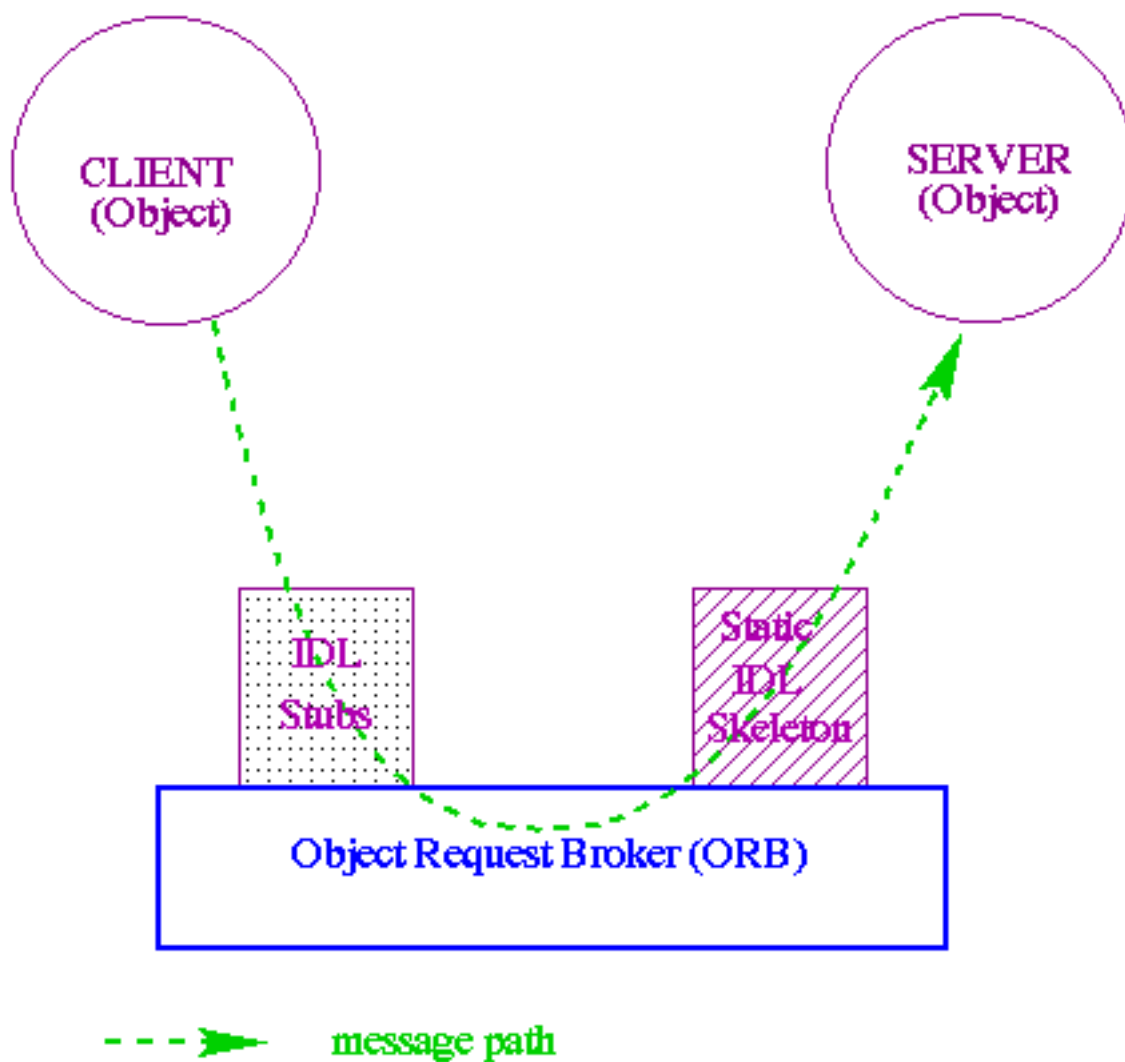 CLIENT
(Object)
SERVER
(Object)
IDL
Stubs
Static
IDL
Skeleton
Object Request Broker (ORB)
message path